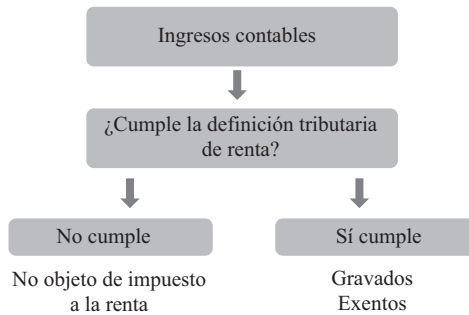 Ingresos contables
¿Cumple la definición tributaria
de renta?
No cumple
Sí cumple
No objeto de impuesto
a la renta
Gravados
Exentos